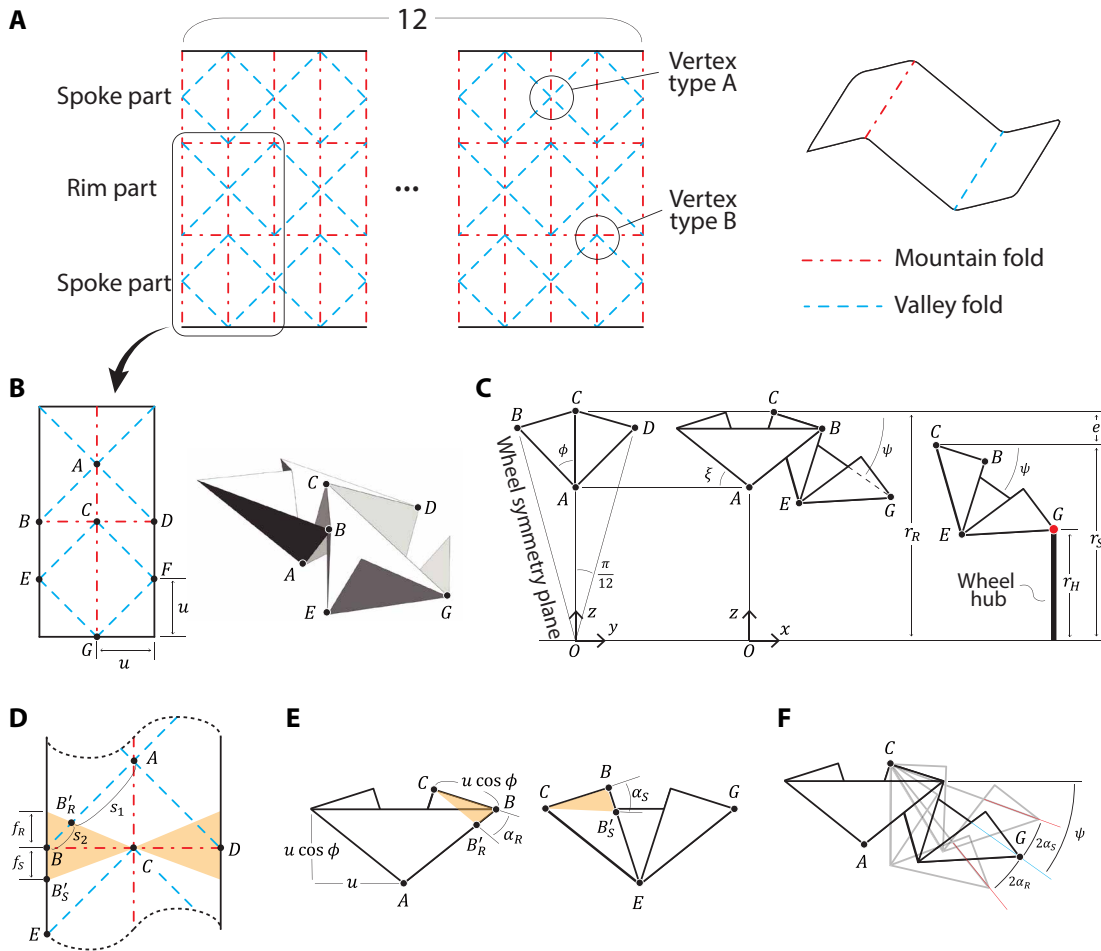 A
12
Spoke part
Rim part
Spoke part
...
Vertex
type A
Vertex
type B
Mountain fold
Valley fold
B
A
B
C
D
E
F
G
u
u
C
D
B
A
E
G
C
C
B
D
ϕ
A
Wheel symmetry plane
π
12
z
y
O
C
B
ξ
A
E
G
ψ
z
x
O
r_R
e
C
B
ψ
G
E
r_S
r_H
Wheel
hub
D
A
B′_R
s_1
f_R
s_2
B
C
D
f_S
B′_S
E
E
C
u cos ϕ
B
B′_R
α_R
u cos ϕ
u
A
B
C
α_S
B′_S
G
E
F
C
A
G
2α_S
2α_R
ψ